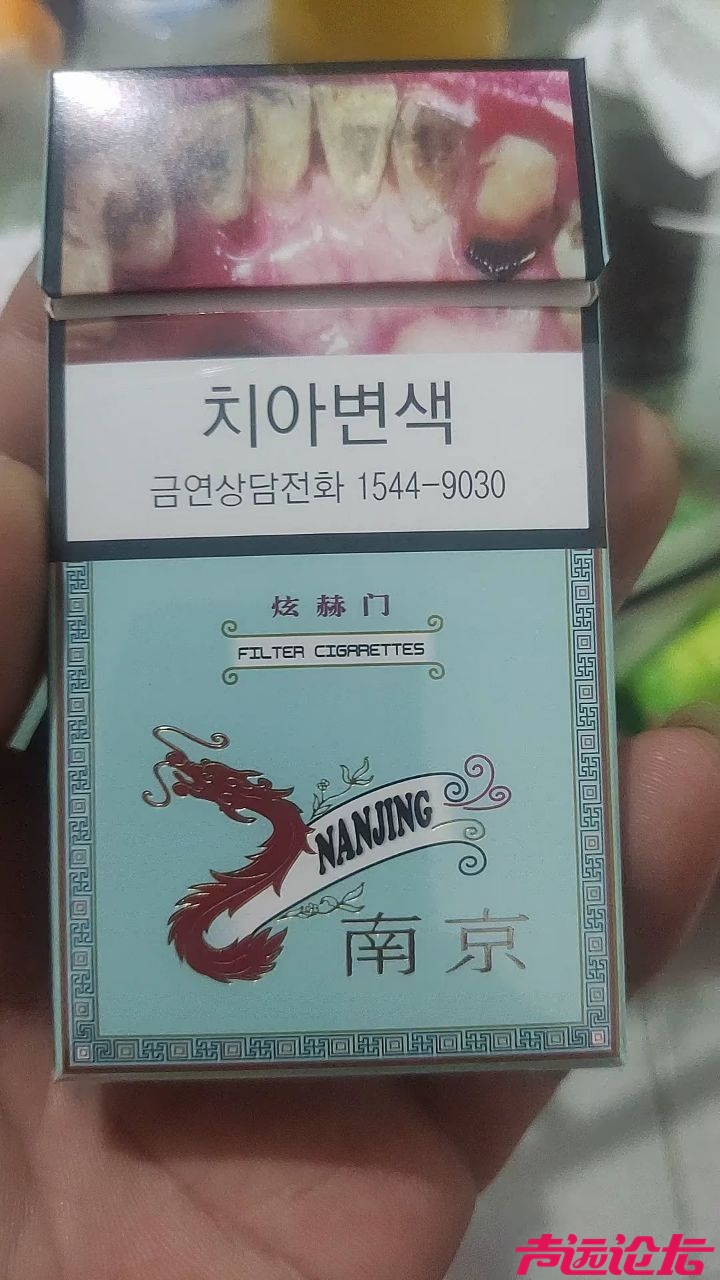 치아변색
금연상담전화 1544-9030
炫赫门
FILTER CIGARETTES
NANJING
南京
声远论坛